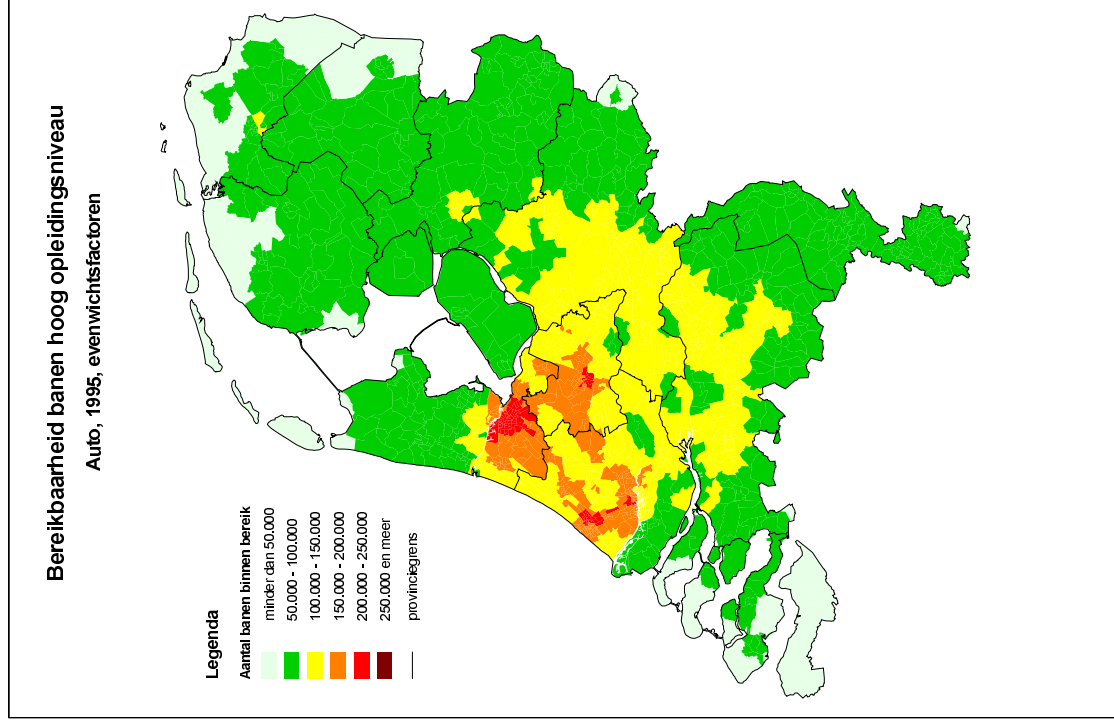 Bereikbaarheid banen hoog opleidingsniveau
Auto, 1995, evenwichtsfactoren
Legenda
Aantal banen binnen bereik
minder dan 50.000
50.000 - 100.000
100.000 - 150.000
150.000 - 200.000
200.000 - 250.000
250.000 en meer
provinciegrens